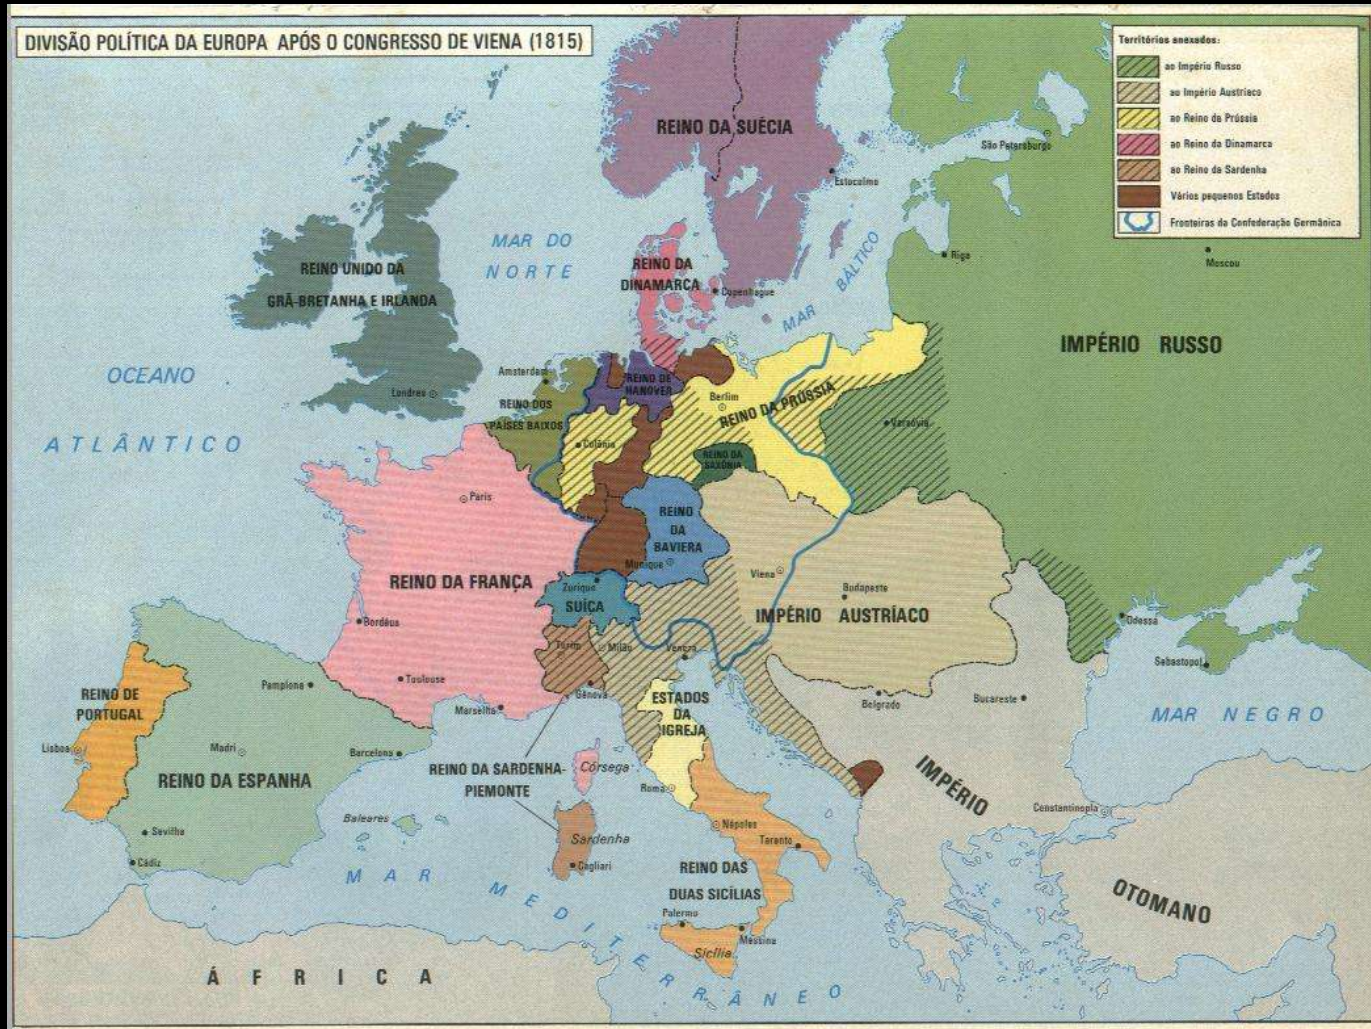 DIVISÃO POLÍTICA DA EUROPA APÓS O CONGRESSO DE VIENA (1815)
Territórios anexados:
ao Império Russo
ao Império Austríaco
ao Reino da Prússia
ao Reino da Dinamarca
ao Reino da Sardenha
Vários pequenos Estados
Fronteiras da Confederação Germânica
REINO DA SUÉCIA
São Petersburgo
Estocolmo
MAR DO
NORTE
REINO DA
DINAMARCA
Copenhague
MAR BÁLTICO
Riga
Moscou
REINO UNIDO DA
GRÃ-BRETANHA E IRLANDA
Londres
IMPÉRIO RUSSO
OCEANO
ATLÂNTICO
Amsterdam
REINO DOS
PAÍSES BAIXOS
REINO DE
HANOVER
Berlim
REINO DA PRÚSSIA
Varsóvia
Colônia
REINO DA
SAXÔNIA
Paris
REINO
DA
BAVIERA
Munique
Viena
Budapeste
REINO DA FRANÇA
Zurique
SUÍÇA
IMPÉRIO AUSTRÍACO
Odessa
Bordéus
Turim
Milão
Veneza
Sebastopol
Toulouse
Pamplona
Gênova
Marselha
Belgrado
Bucareste
REINO DE
PORTUGAL
ESTADOS
DA
IGREJA
MAR NEGRO
Lisboa
Madri
Barcelona
REINO DA ESPANHA
REINO DA SARDENHA-
PIEMONTE
Córsega
Roma
IMPÉRIO
OTOMANO
Constantinopla
Baleares
Sevilha
Cádiz
Sardenha
Cagliari
Nápoles
Tarento
REINO DAS
DUAS SICÍLIAS
Palermo
Messina
Sicília
MAR MEDITERRÂNEO
ÁFRICA